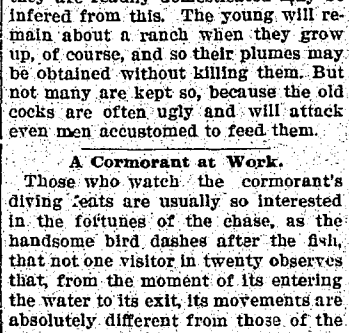 infered from this. The young will re-
main about a ranch when they grow
up, of course, and so their plumes may
be obtained without killing them. But
not many are kept so, because the old
cocks are often ugly and will attack
even men accustomed to feed them.
A Cormorant at Work.
Those who watch the cormorant's
diving feats are usually so interested
in the fortunes of the chase, as the
handsome bird dashes after the fish,
that not one visitor in twenty observes
that, from the moment of its entering
the water to its exit, its movements are
absolutely different from those of the